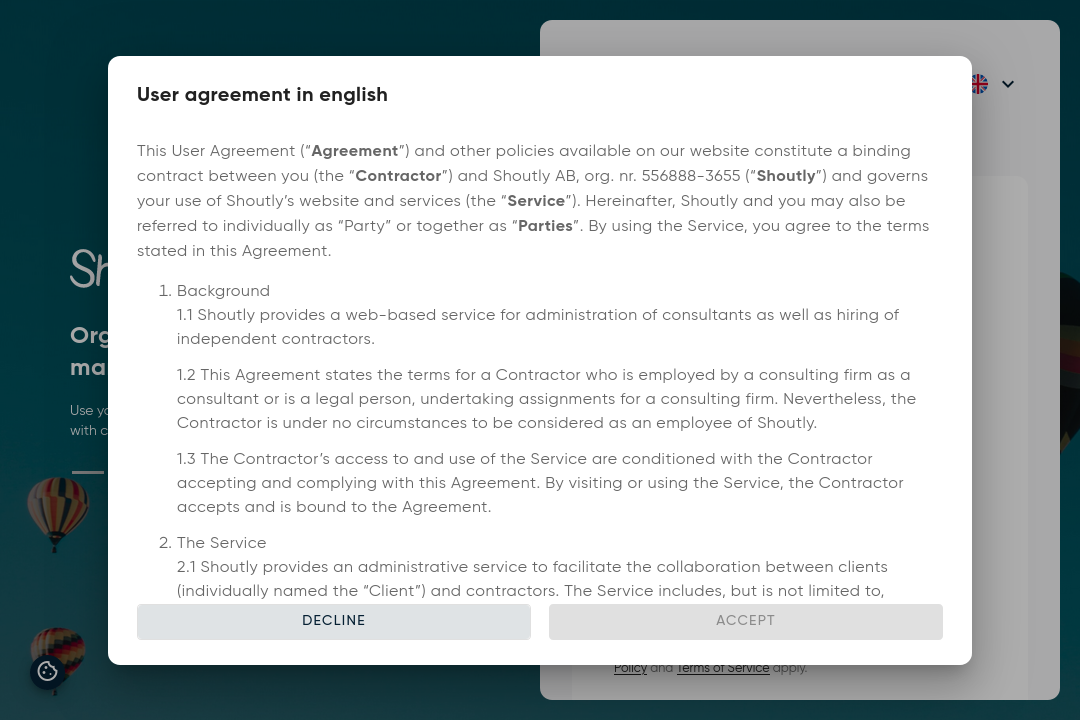 User agreement in english
This User Agreement (“Agreement”) and other policies available on our website constitute a binding
contract between you (the “Contractor”) and Shoutly AB, org. nr. 556888-3655 (“Shoutly”) and governs
your use of Shoutly’s website and services (the “Service”). Hereinafter, Shoutly and you may also be
referred to individually as “Party” or together as “Parties”. By using the Service, you agree to the terms
stated in this Agreement.
1. Background
1.1 Shoutly provides a web-based service for administration of consultants as well as hiring of
independent contractors.
1.2 This Agreement states the terms for a Contractor who is employed by a consulting firm as a
consultant or is a legal person, undertaking assignments for a consulting firm. Nevertheless, the
Contractor is under no circumstances to be considered as an employee of Shoutly.
1.3 The Contractor’s access to and use of the Service are conditioned with the Contractor
accepting and complying with this Agreement. By visiting or using the Service, the Contractor
accepts and is bound to the Agreement.
2. The Service
2.1 Shoutly provides an administrative service to facilitate the collaboration between clients
(individually named the “Client”) and contractors. The Service includes, but is not limited to,
DECLINE
ACCEPT
Sh
Org
ma
Use yo
with c
Policy and Terms of Service apply.